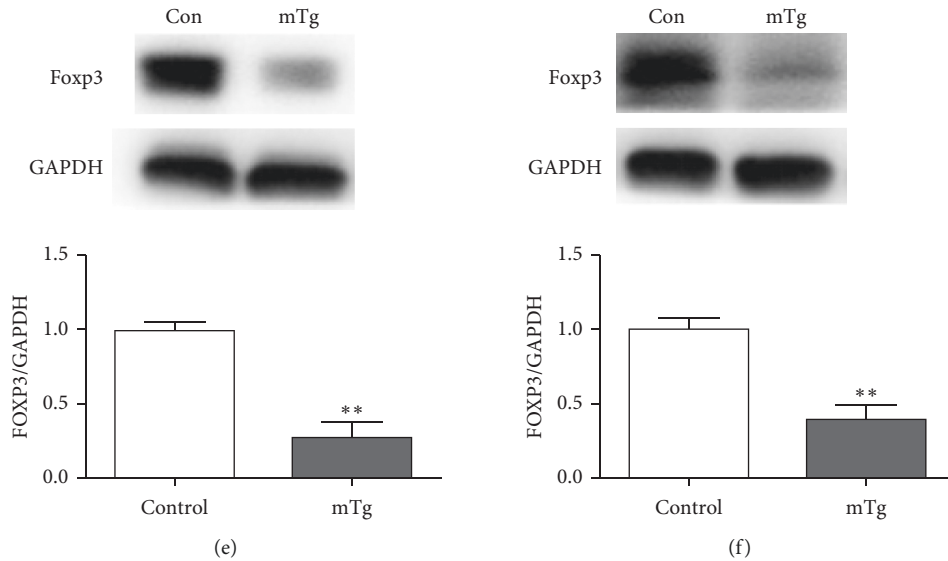 Con mTg
Foxp3
GAPDH
FOXP3/GAPDH
1.5
1.0
0.5
0.0
**
Control mTg
(e)
Con mTg
Foxp3
GAPDH
FOXP3/GAPDH
1.5
1.0
0.5
0.0
**
Control mTg
(f)